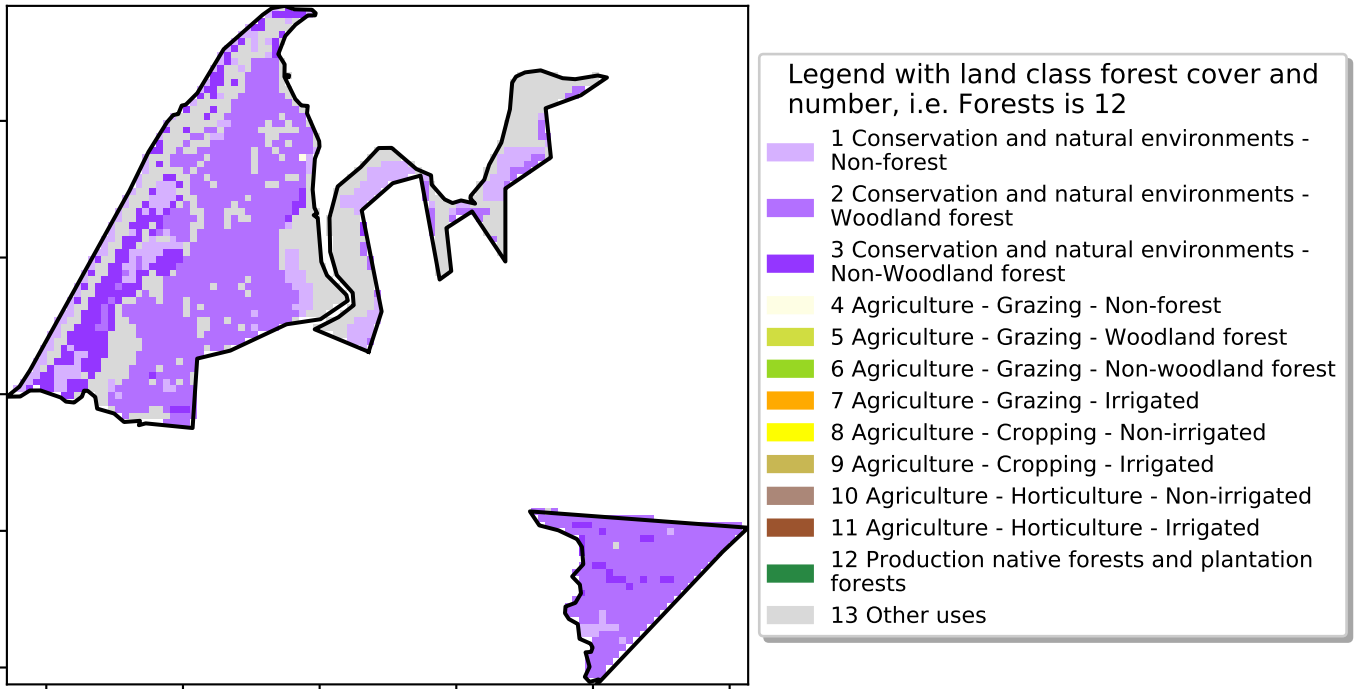 Legend with land class forest cover and
number, i.e. Forests is 12
1 Conservation and natural environments -
Non-forest
2 Conservation and natural environments -
Woodland forest
3 Conservation and natural environments -
Non-Woodland forest
4 Agriculture - Grazing - Non-forest
5 Agriculture - Grazing - Woodland forest
6 Agriculture - Grazing - Non-woodland forest
7 Agriculture - Grazing - Irrigated
8 Agriculture - Cropping - Non-irrigated
9 Agriculture - Cropping - Irrigated
10 Agriculture - Horticulture - Non-irrigated
11 Agriculture - Horticulture - Irrigated
12 Production native forests and plantation
forests
13 Other uses